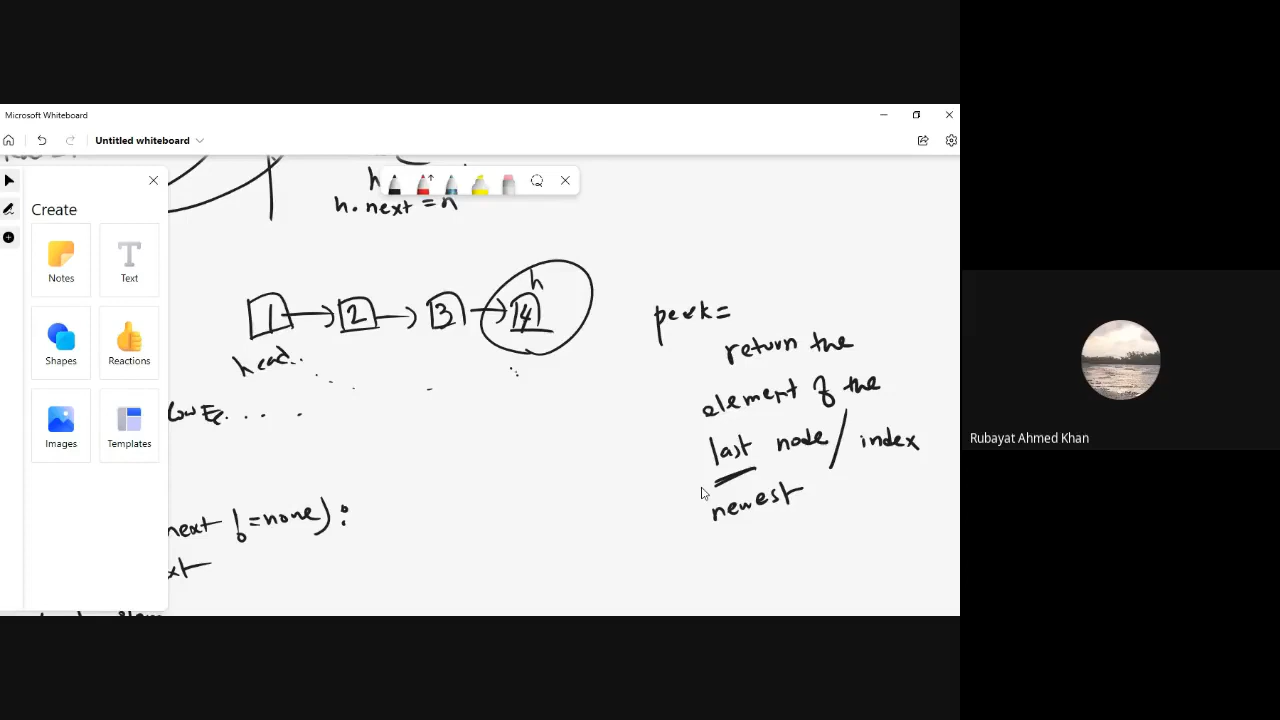 Microsoft Whiteboard
Untitled whiteboard
Create
Notes
Text
Shapes
Reactions
Images
Templates
h
h. next = n
h
1 2 3 4
head..
next != none) :
xt
peek =
return the
element of the
last node / index
newest
Rubayat Ahmed Khan